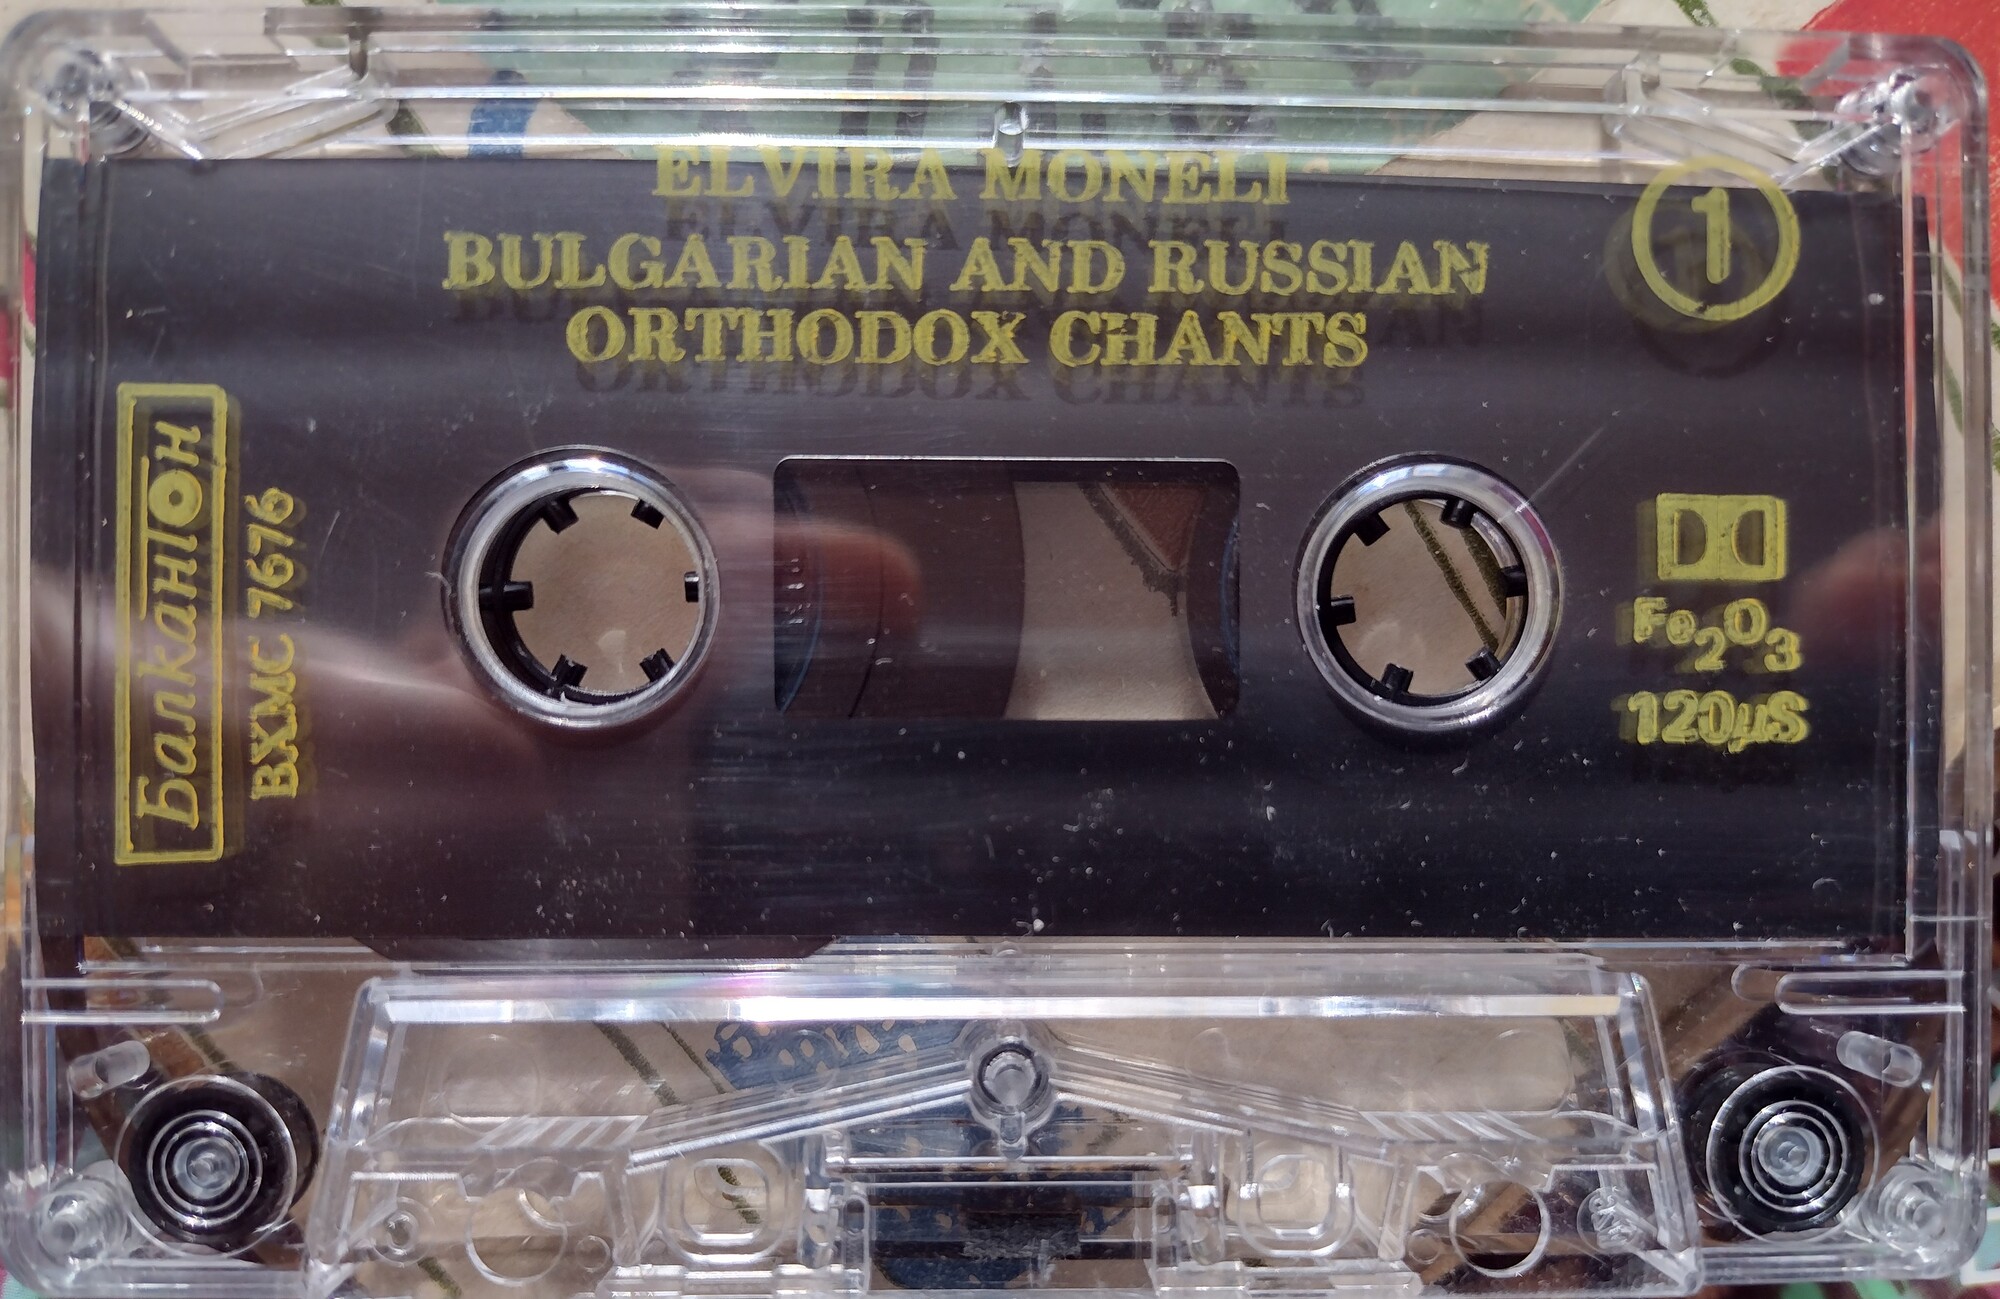 ELVIRA MONELI
BULGARIAN AND RUSSIAN
ORTHODOX CHANTS
1
Балкантон
ВХМС 7676
Fe2O3
120µS